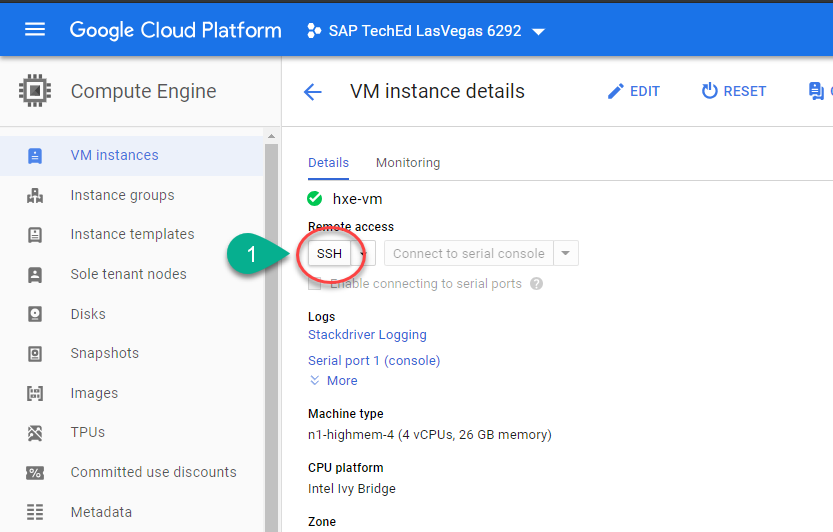 Google Cloud Platform SAP TechEd LasVegas 6292
Compute Engine
VM instances
Instance groups
Instance templates
Sole tenant nodes
Disks
Snapshots
Images
TPUs
Committed use discounts
Metadata
VM instance details
EDIT
RESET
Details
Monitoring
hxe-vm
Remote access
1
SSH
Connect to serial console
Enable connecting to serial ports
?
Logs
Stackdriver Logging
Serial port 1 (console)
More
Machine type
n1-highmem-4 (4 vCPUs, 26 GB memory)
CPU platform
Intel Ivy Bridge
Zone